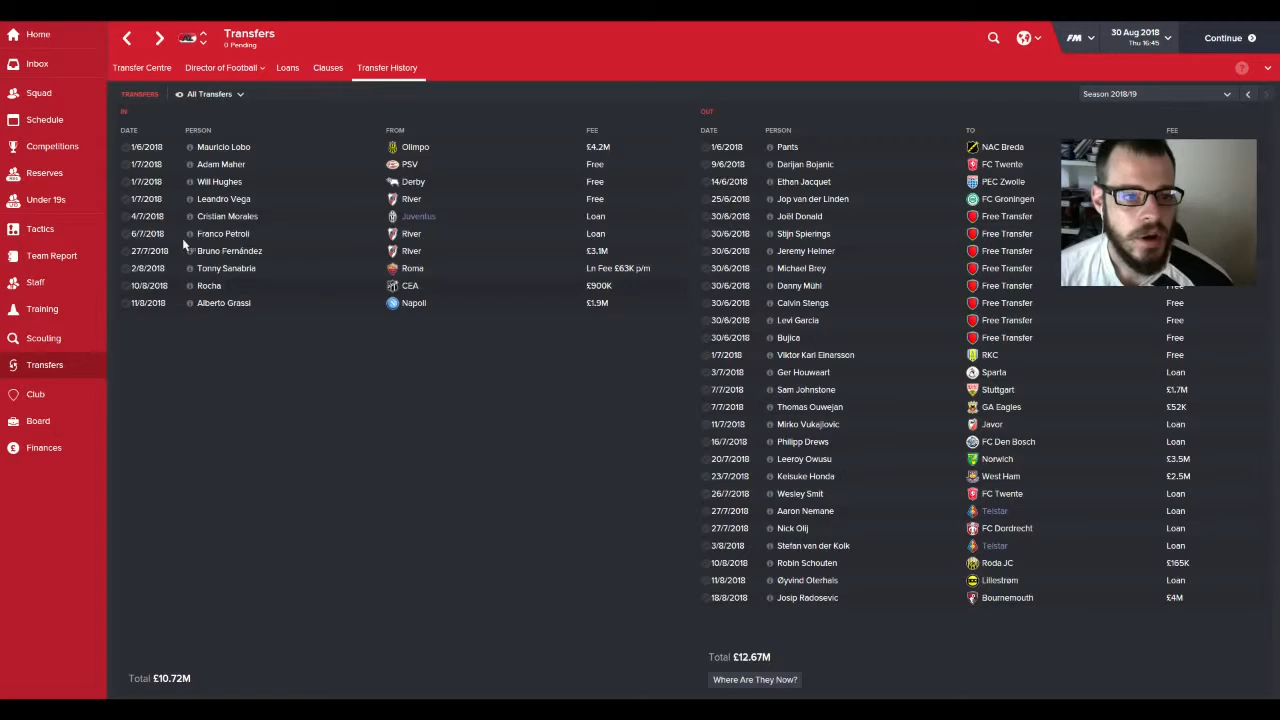 Home
Inbox
Squad
Schedule
Competitions
Reserves
Under 19s
Tactics
Team Report
Staff
Training
Scouting
Transfers
Club
Board
Finances
Transfers
0 Pending
FM
30 Aug 2018
Thu 16:45
Continue
Transfer Centre Director of Football Loans Clauses Transfer History
TRANSFERS All Transfers
Season 2018/19
IN
DATE PERSON FROM FEE
1/6/2018 Mauricio Lobo Olimpo £4.2M
1/7/2018 Adam Maher PSV Free
1/7/2018 Will Hughes Derby Free
1/7/2018 Leandro Vega River Free
4/7/2018 Cristian Morales Juventus Loan
6/7/2018 Franco Petroli River Loan
27/7/2018 Bruno Fernández River £3.1M
2/8/2018 Tonny Sanabria Roma Ln Fee £63K p/m
10/8/2018 Rocha CEA £900K
11/8/2018 Alberto Grassi Napoli £1.9M
Total £10.72M
OUT
DATE PERSON TO FEE
1/6/2018 Pants NAC Breda
9/6/2018 Darijan Bojanic FC Twente
14/6/2018 Ethan Jacquet PEC Zwolle
25/6/2018 Jop van der Linden FC Groningen
30/6/2018 Joël Donald Free Transfer
30/6/2018 Stijn Spierings Free Transfer
30/6/2018 Jeremy Helmer Free Transfer
30/6/2018 Michael Brey Free Transfer
30/6/2018 Danny Mühl Free Transfer Free
30/6/2018 Calvin Stengs Free Transfer Free
30/6/2018 Levi Garcia Free Transfer Free
30/6/2018 Bujica Free Transfer Free
1/7/2018 Viktor Karl Einarsson RKC Free
3/7/2018 Ger Houwaart Sparta Loan
7/7/2018 Sam Johnstone Stuttgart £1.7M
7/7/2018 Thomas Ouwejan GA Eagles £52K
11/7/2018 Mirko Vukajlovic Javor Loan
16/7/2018 Philipp Drews FC Den Bosch Loan
20/7/2018 Leeroy Owusu Norwich £3.5M
23/7/2018 Keisuke Honda West Ham £2.5M
26/7/2018 Wesley Smit FC Twente Loan
27/7/2018 Aaron Nemane Telstar Loan
27/7/2018 Nick Olij FC Dordrecht Loan
3/8/2018 Stefan van der Kolk Telstar Loan
10/8/2018 Robin Schouten Roda JC £165K
11/8/2018 Øyvind Oterhals Lillestrøm Loan
18/8/2018 Josip Radosevic Bournemouth £4M
Total £12.67M
Where Are They Now?